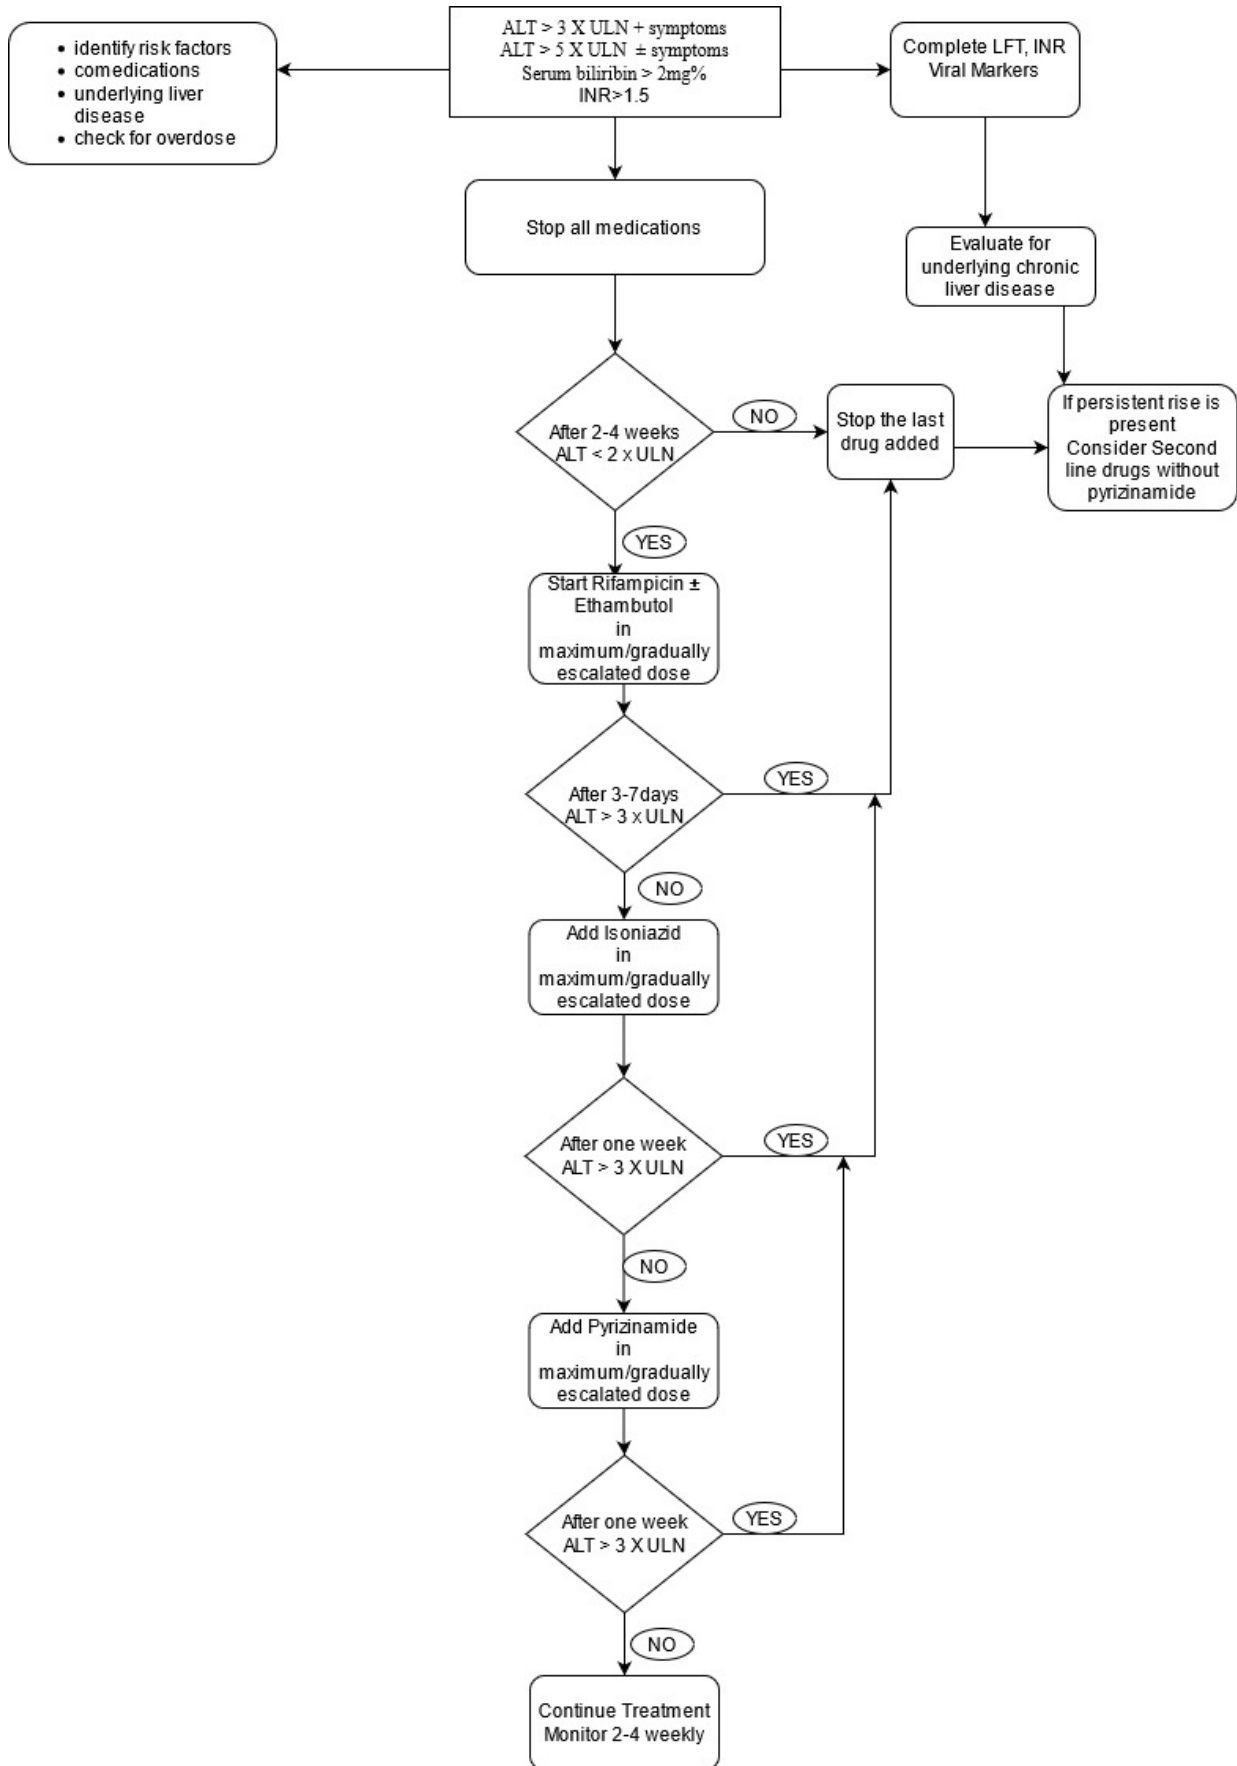 ALT > 3 X ULN + symptoms
ALT > 5 X ULN ± symptoms
Serum biliribin > 2mg%
INR>1.5
• identify risk factors
• comedications
• underlying liver
disease
• check for overdose
Complete LFT, INR
Viral Markers
Stop all medications
Evaluate for
underlying chronic
liver disease
After 2-4 weeks
ALT < 2 x ULN
NO
Stop the last
drug added
If persistent rise is
present
Consider Second
line drugs without
pyrizinamide
YES
Start Rifampicin ±
Ethambutol
in
maximum/gradually
escalated dose
After 3-7days
ALT > 3 x ULN
YES
NO
Add Isoniazid
in
maximum/gradually
escalated dose
After one week
ALT > 3 X ULN
YES
NO
Add Pyrizinamide
in
maximum/gradually
escalated dose
After one week
ALT > 3 X ULN
YES
NO
Continue Treatment
Monitor 2-4 weekly